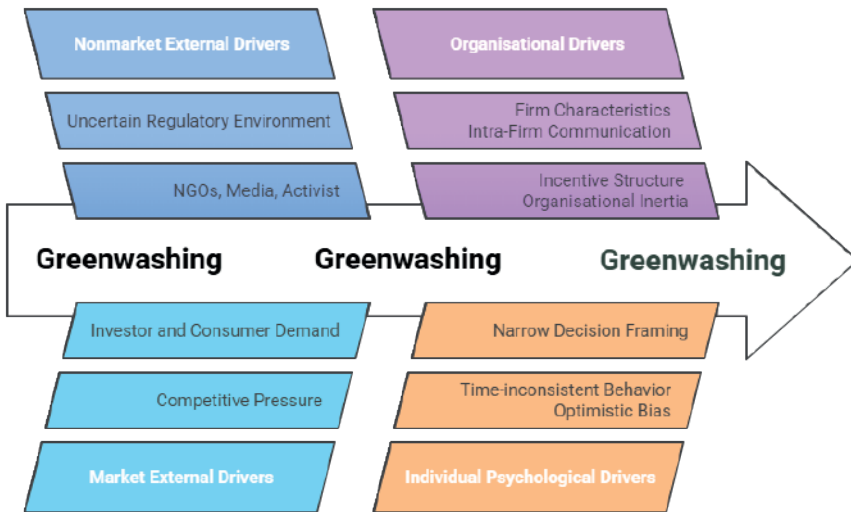 Nonmarket External Drivers
Organisational Drivers
Uncertain Regulatory Environment
Firm Characteristics
Intra-Firm Communication
NGOs, Media, Activist
Incentive Structure
Organisational Inertia
Greenwashing
Greenwashing
Greenwashing
Investor and Consumer Demand
Narrow Decision Framing
Competitive Pressure
Time-inconsistent Behavior
Optimistic Bias
Market External Drivers
Individual Psychological Drivers